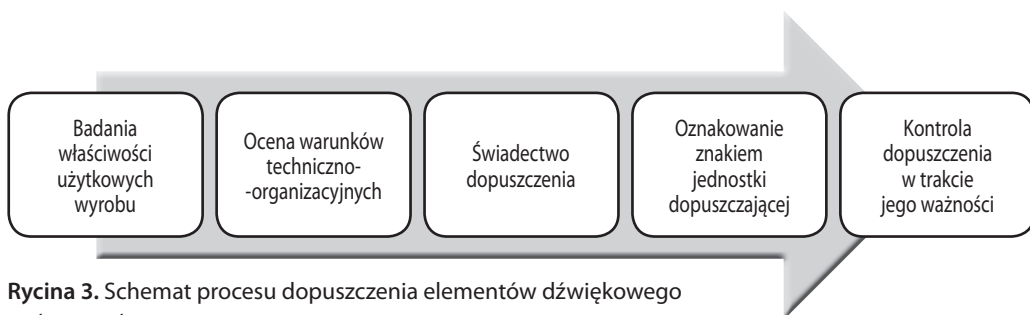 Badania
właściwości
użytkowych
wyrobu
Ocena warunków
techniczno-
-organizacyjnych
Świadectwo
dopuszczenia
Oznakowanie
znakiem
jednostki
dopuszczającej
Kontrola
dopuszczenia
w trakcie
jego ważności
Rycina 3. Schemat procesu dopuszczenia elementów dźwiękowego